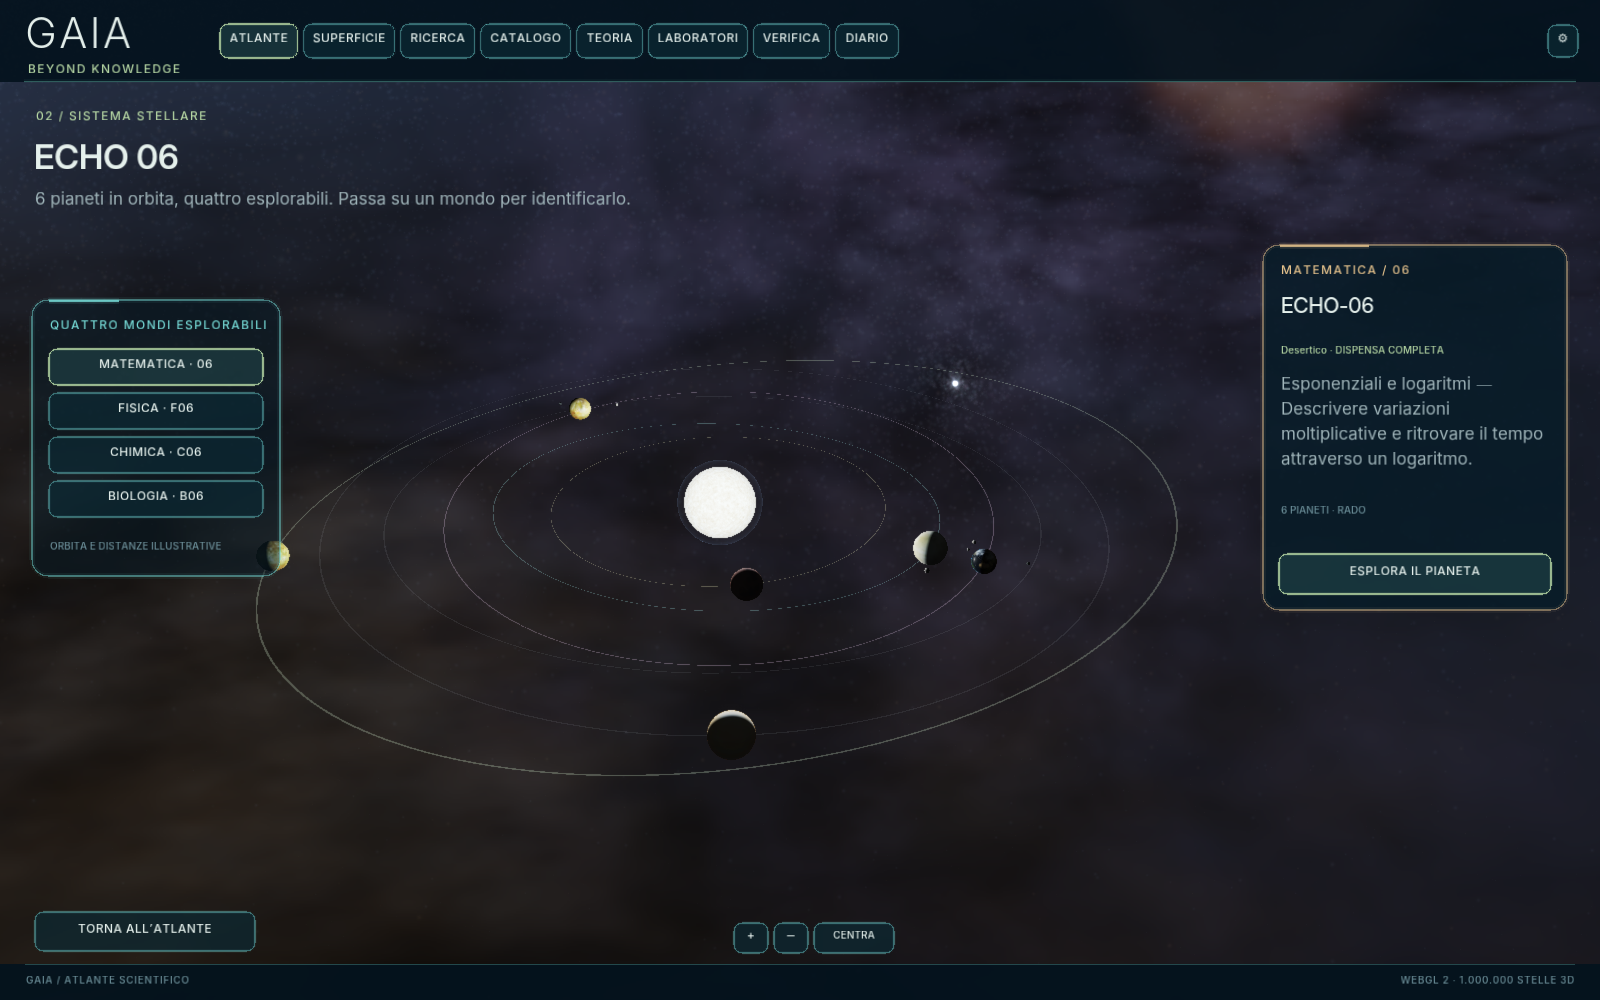 GAIA
BEYOND KNOWLEDGE
ATLANTE
SUPERFICIE
RICERCA
CATALOGO
TEORIA
LABORATORI
VERIFICA
DIARIO
⚙
02 / SISTEMA STELLARE
ECHO 06
6 pianeti in orbita, quattro esplorabili. Passa su un mondo per identificarlo.
QUATTRO MONDI ESPLORABILI
MATEMATICA · 06
FISICA · F06
CHIMICA · C06
BIOLOGIA · B06
ORBITA E DISTANZE ILLUSTRATIVE
MATEMATICA / 06
ECHO-06
Desertico · DISPENSA COMPLETA
Esponenziali e logaritmi —
Descrivere variazioni
moltiplicative e ritrovare il tempo
attraverso un logaritmo.
6 PIANETI · RADO
ESPLORA IL PIANETA
TORNA ALL’ATLANTE
+
—
CENTRA
GAIA / ATLANTE SCIENTIFICO
WEBGL 2 · 1.000.000 STELLE 3D